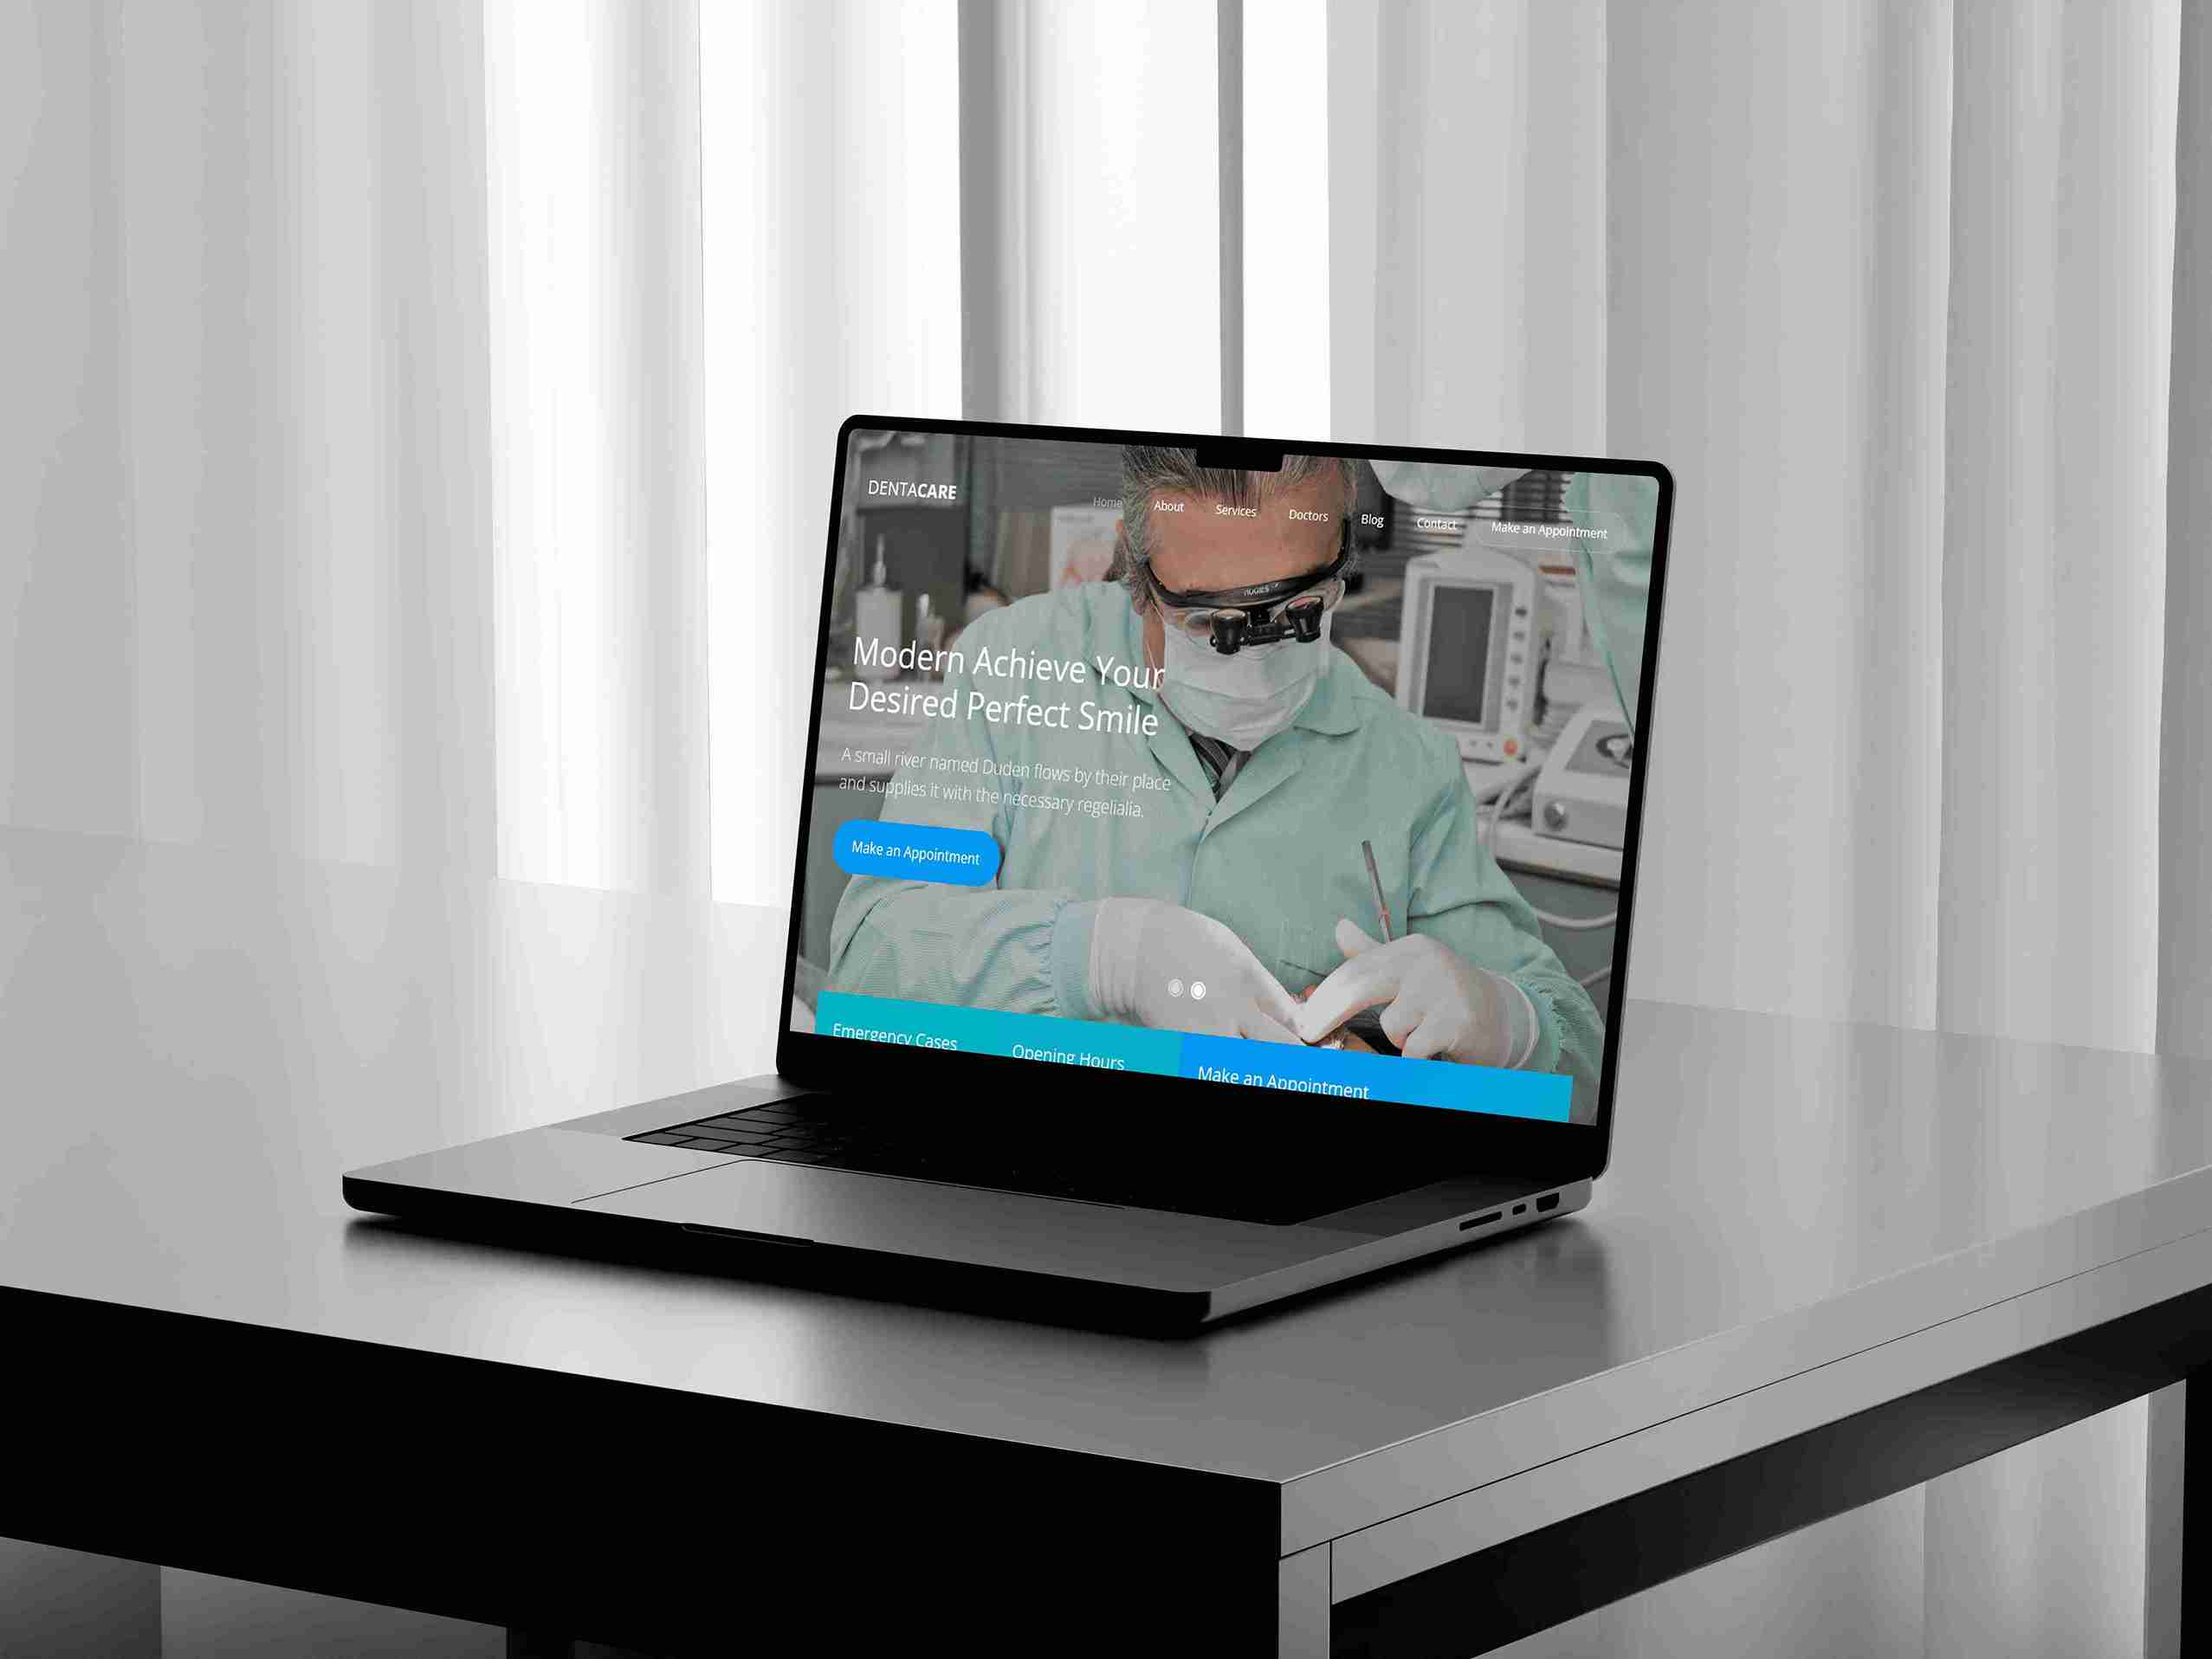 DENTACARE
Home About Services Doctors Blog Contact Make an Appointment
Modern Achieve Your
Desired Perfect Smile
A small river named Duden flows by their place
and supplies it with the necessary regelialia.
Make an Appointment
Emergency Cases
Opening Hours
Make an Appointment